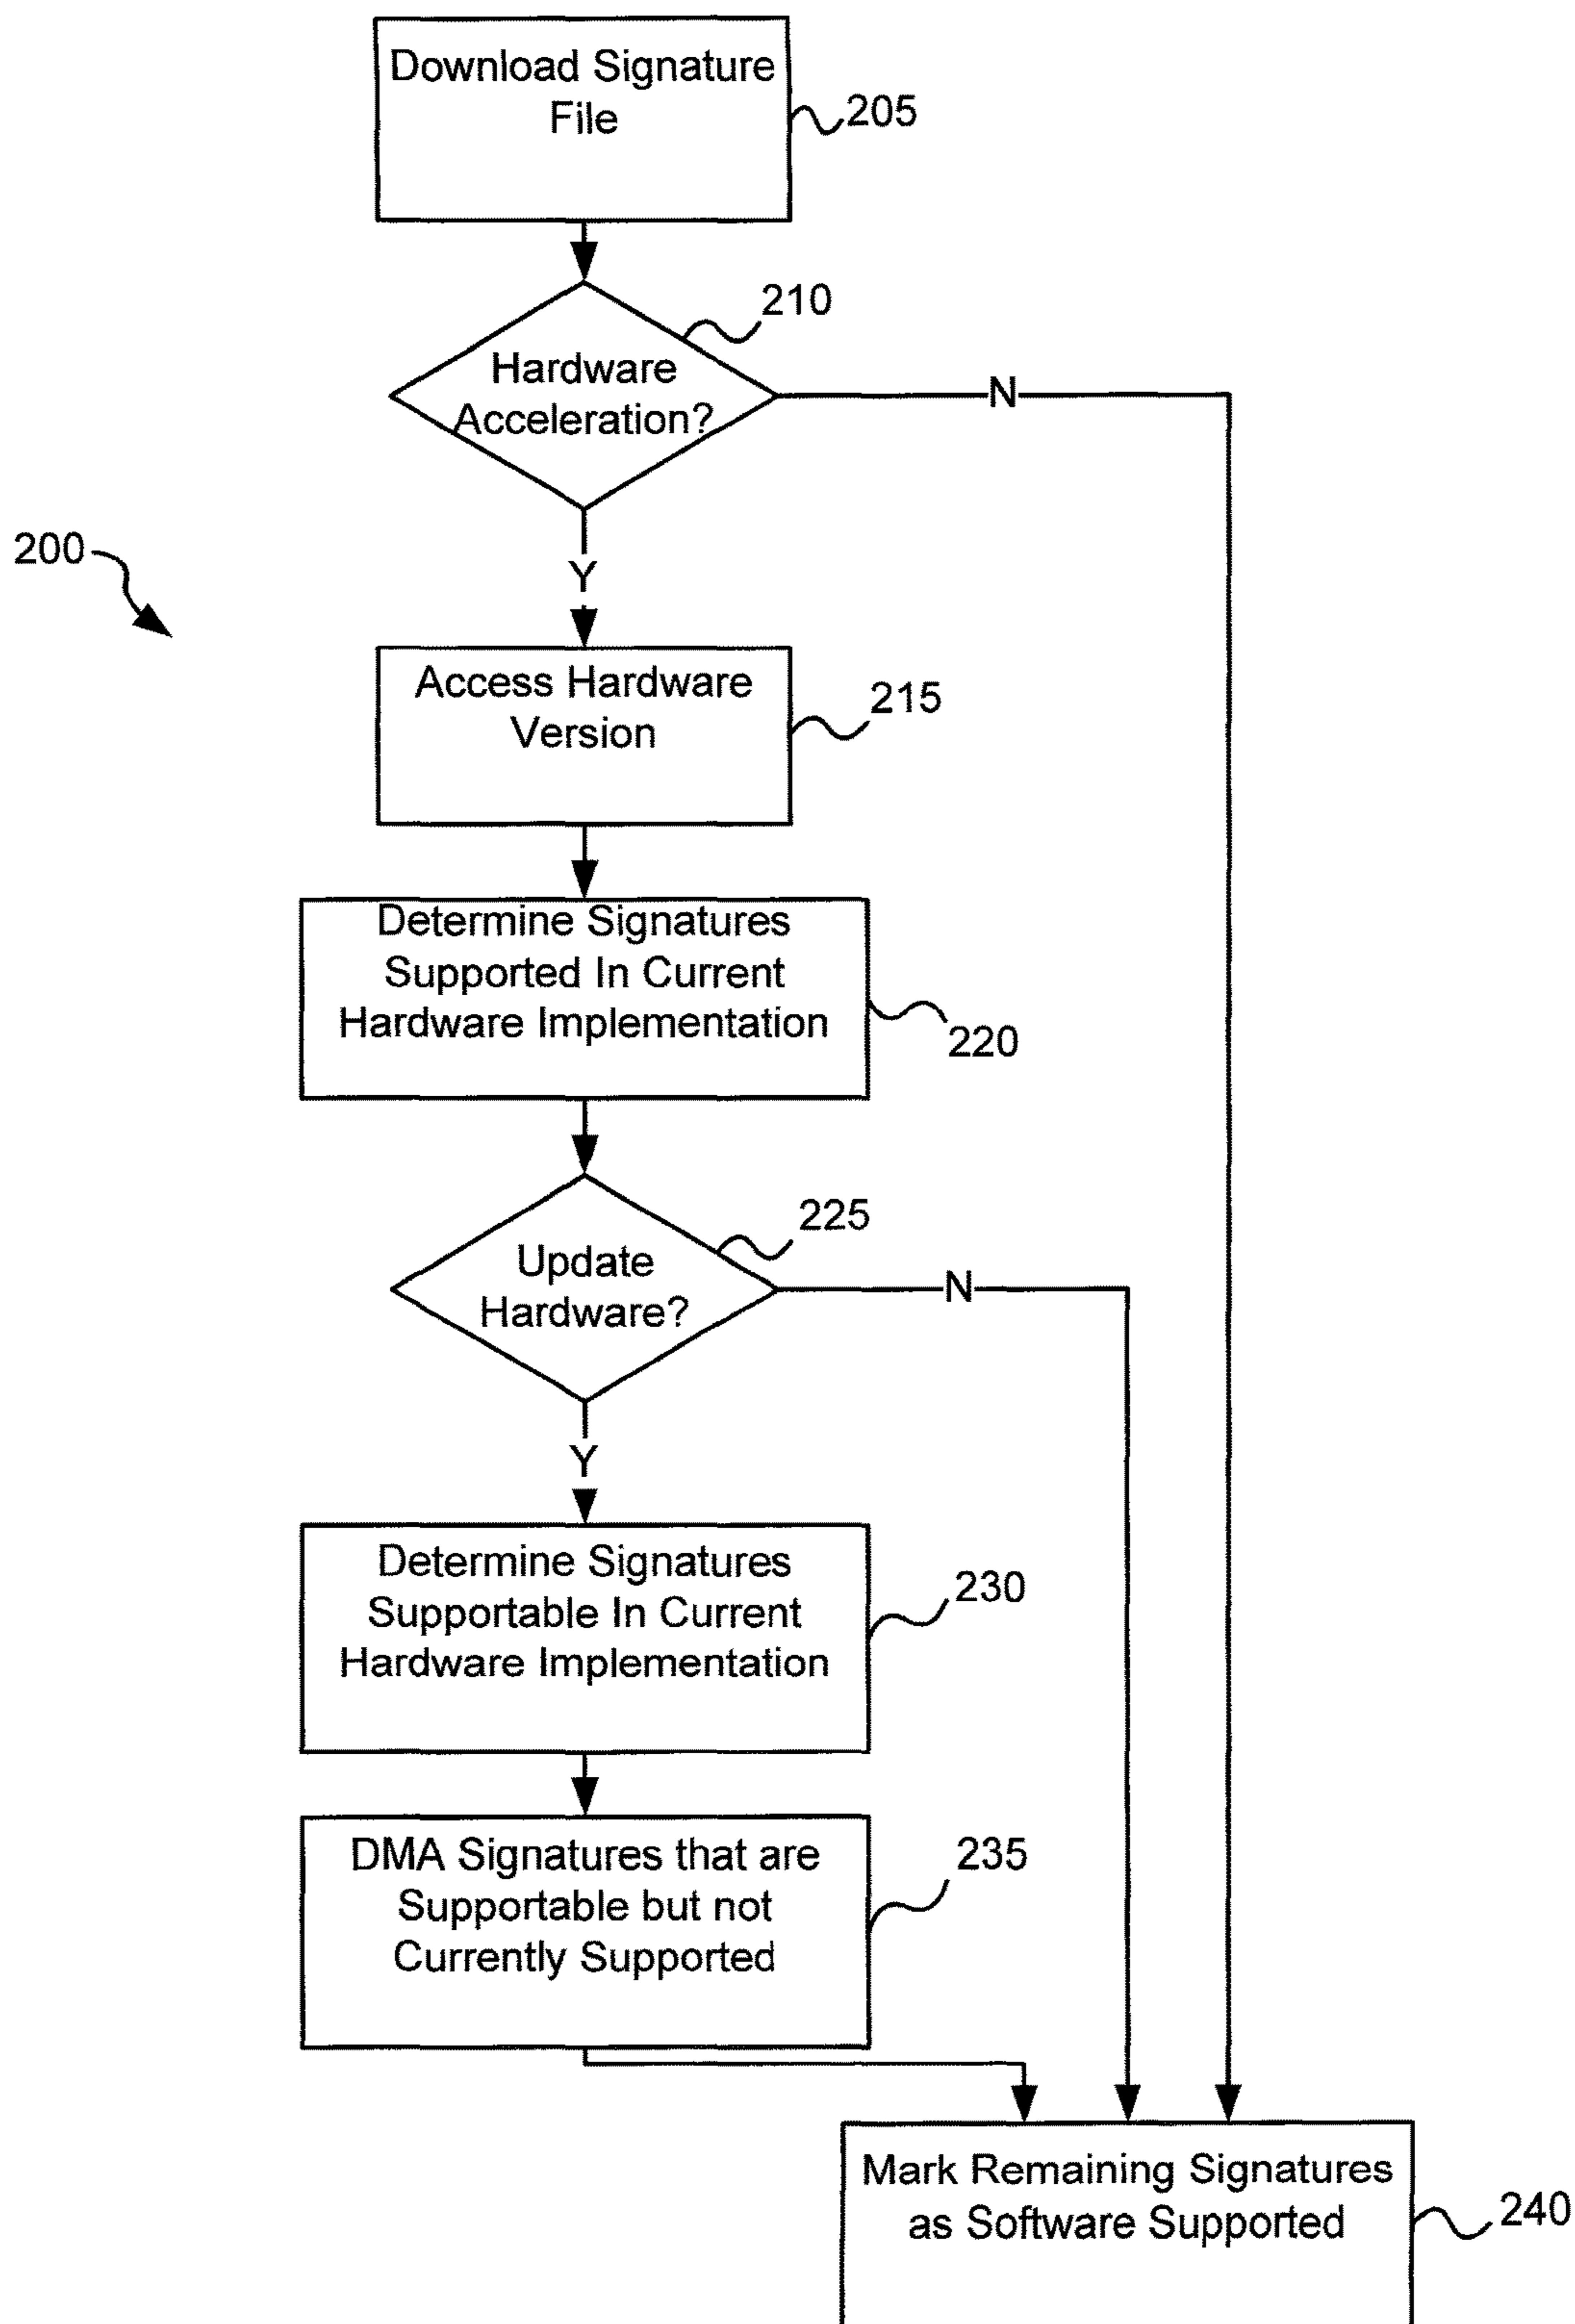 Download Signature
File
205
210
Hardware
Acceleration?
N
200
Y
Access Hardware
Version
215
Determine Signatures
Supported In Current
Hardware Implementation
220
225
Update
Hardware?
N
Y
Determine Signatures
Supportable In Current
Hardware Implementation
230
DMA Signatures that are
Supportable but not
Currently Supported
235
Mark Remaining Signatures
as Software Supported
240